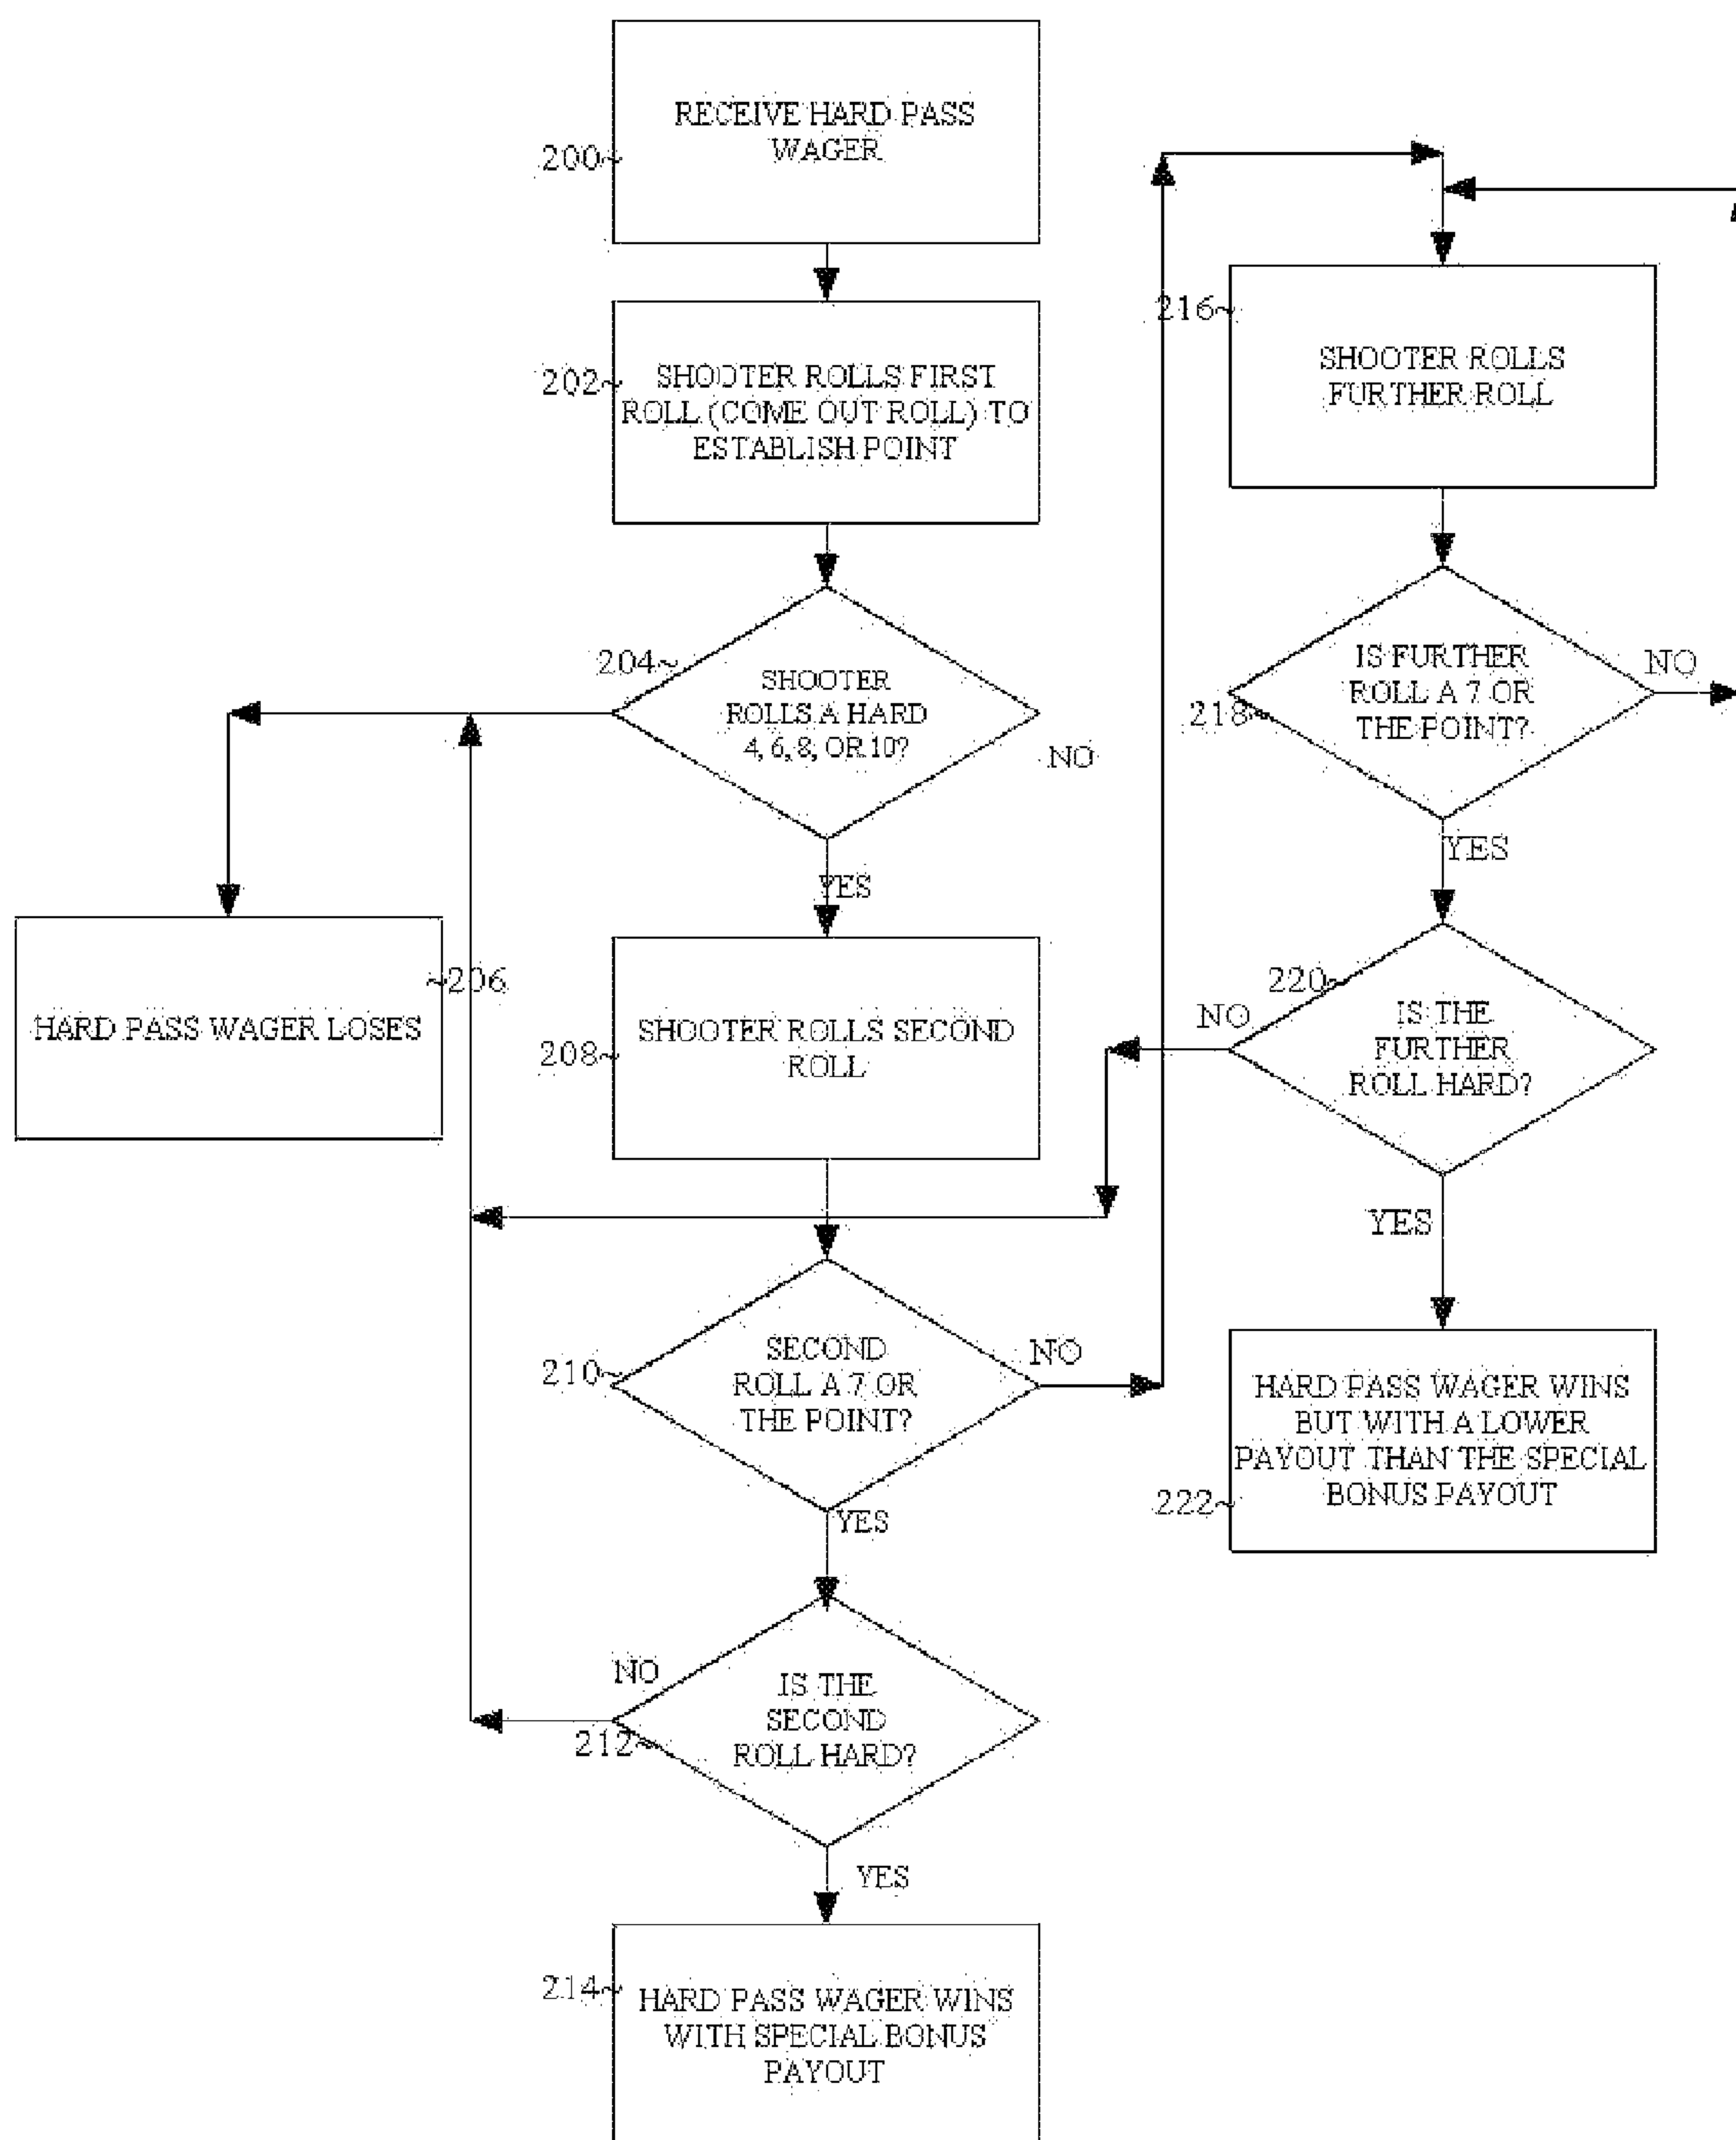 RECEIVE HARD PASS
WAGER
200~
SHOOTER ROLLS FIRST
ROLL (COME OUT ROLL) TO
ESTABLISH POINT
202~
204~
SHOOTER
ROLLS A HARD
4, 6, 8, OR 10?
NO
YES
HARD PASS WAGER LOSES
~206
SHOOTER ROLLS SECOND
ROLL
208~
SECOND
ROLL A 7 OR
THE POINT?
210~
NO
YES
IS THE
SECOND
ROLL HARD?
NO
212~
YES
214~
HARD PASS WAGER WINS
WITH SPECIAL BONUS
PAYOUT
216~
SHOOTER ROLLS
FURTHER ROLL
IS FURTHER
ROLL A 7 OR
THE POINT?
NO
218~
YES
220~
NO
IS THE
FURTHER
ROLL HARD?
YES
HARD PASS WAGER WINS
BUT WITH A LOWER
PAYOUT THAN THE SPECIAL
BONUS PAYOUT
222~